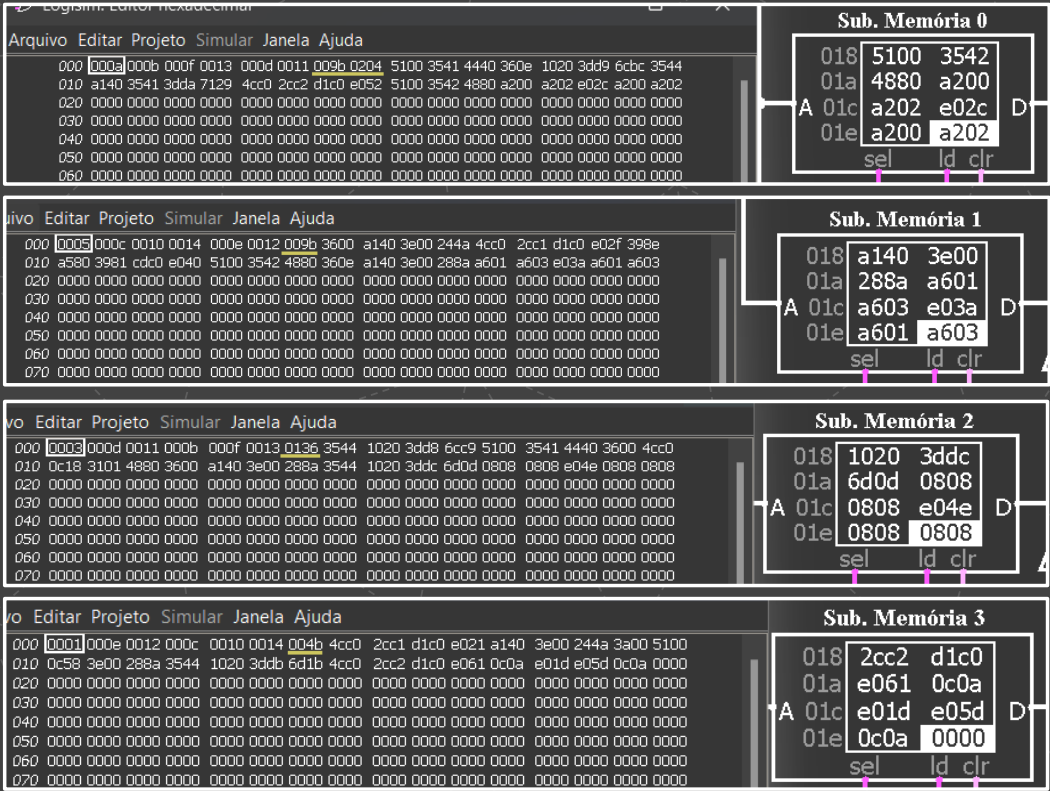 Logisim: Editor hexadecimal
Arquivo Editar Projeto Simular Janela Ajuda
000 000a 000b 000f 0013 000d 0011 009b 0204 5100 3541 4440 360e 1020 3dd9 6cbc 3544
010 a140 3541 3dda 7129 4cc0 2cc2 d1c0 e052 5100 3542 4880 a200 a202 e02c a200 a202
020 0000 0000 0000 0000 0000 0000 0000 0000 0000 0000 0000 0000 0000 0000 0000 0000
030 0000 0000 0000 0000 0000 0000 0000 0000 0000 0000 0000 0000 0000 0000 0000 0000
040 0000 0000 0000 0000 0000 0000 0000 0000 0000 0000 0000 0000 0000 0000 0000 0000
050 0000 0000 0000 0000 0000 0000 0000 0000 0000 0000 0000 0000 0000 0000 0000 0000
060 0000 0000 0000 0000 0000 0000 0000 0000 0000 0000 0000 0000 0000 0000 0000 0000
Sub. Memória 0
018 5100 3542
01a 4880 a200
A 01c a202 e02c D
01e a200 a202
sel ld clr
uivo Editar Projeto Simular Janela Ajuda
000 0005 000c 0010 0014 000e 0012 009b 3600 a140 3e00 244a 4cc0 2cc1 d1c0 e02f 398e
010 a580 3981 cdc0 e040 5100 3542 4880 360e a140 3e00 288a a601 a603 e03a a601 a603
020 0000 0000 0000 0000 0000 0000 0000 0000 0000 0000 0000 0000 0000 0000 0000 0000
030 0000 0000 0000 0000 0000 0000 0000 0000 0000 0000 0000 0000 0000 0000 0000 0000
040 0000 0000 0000 0000 0000 0000 0000 0000 0000 0000 0000 0000 0000 0000 0000 0000
050 0000 0000 0000 0000 0000 0000 0000 0000 0000 0000 0000 0000 0000 0000 0000 0000
060 0000 0000 0000 0000 0000 0000 0000 0000 0000 0000 0000 0000 0000 0000 0000 0000
070 0000 0000 0000 0000 0000 0000 0000 0000 0000 0000 0000 0000 0000 0000 0000 0000
Sub. Memória 1
018 a140 3e00
01a 288a a601
A 01c a603 e03a D
01e a601 a603
sel ld clr
vo Editar Projeto Simular Janela Ajuda
000 0003 000d 0011 000b 000f 0013 0136 3544 1020 3dd8 6cc9 5100 3541 4440 3600 4cc0
010 0c18 3101 4880 3600 a140 3e00 288a 3544 1020 3ddc 6d0d 0808 0808 e04e 0808 0808
020 0000 0000 0000 0000 0000 0000 0000 0000 0000 0000 0000 0000 0000 0000 0000 0000
030 0000 0000 0000 0000 0000 0000 0000 0000 0000 0000 0000 0000 0000 0000 0000 0000
040 0000 0000 0000 0000 0000 0000 0000 0000 0000 0000 0000 0000 0000 0000 0000 0000
050 0000 0000 0000 0000 0000 0000 0000 0000 0000 0000 0000 0000 0000 0000 0000 0000
060 0000 0000 0000 0000 0000 0000 0000 0000 0000 0000 0000 0000 0000 0000 0000 0000
070 0000 0000 0000 0000 0000 0000 0000 0000 0000 0000 0000 0000 0000 0000 0000 0000
Sub. Memória 2
018 1020 3ddc
01a 6d0d 0808
A 01c 0808 e04e D
01e 0808 0808
sel ld clr
vo Editar Projeto Simular Janela Ajuda
000 0001 000e 0012 000c 0010 0014 004b 4cc0 2cc1 d1c0 e021 a140 3e00 244a 3a00 5100
010 0c58 3e00 288a 3544 1020 3ddb 6d1b 4cc0 2cc2 d1c0 e061 0c0a e01d e05d 0c0a 0000
020 0000 0000 0000 0000 0000 0000 0000 0000 0000 0000 0000 0000 0000 0000 0000 0000
030 0000 0000 0000 0000 0000 0000 0000 0000 0000 0000 0000 0000 0000 0000 0000 0000
040 0000 0000 0000 0000 0000 0000 0000 0000 0000 0000 0000 0000 0000 0000 0000 0000
050 0000 0000 0000 0000 0000 0000 0000 0000 0000 0000 0000 0000 0000 0000 0000 0000
060 0000 0000 0000 0000 0000 0000 0000 0000 0000 0000 0000 0000 0000 0000 0000 0000
070 0000 0000 0000 0000 0000 0000 0000 0000 0000 0000 0000 0000 0000 0000 0000 0000
Sub. Memória 3
018 2cc2 d1c0
01a e061 0c0a
A 01c e01d e05d D
01e 0c0a 0000
sel ld clr